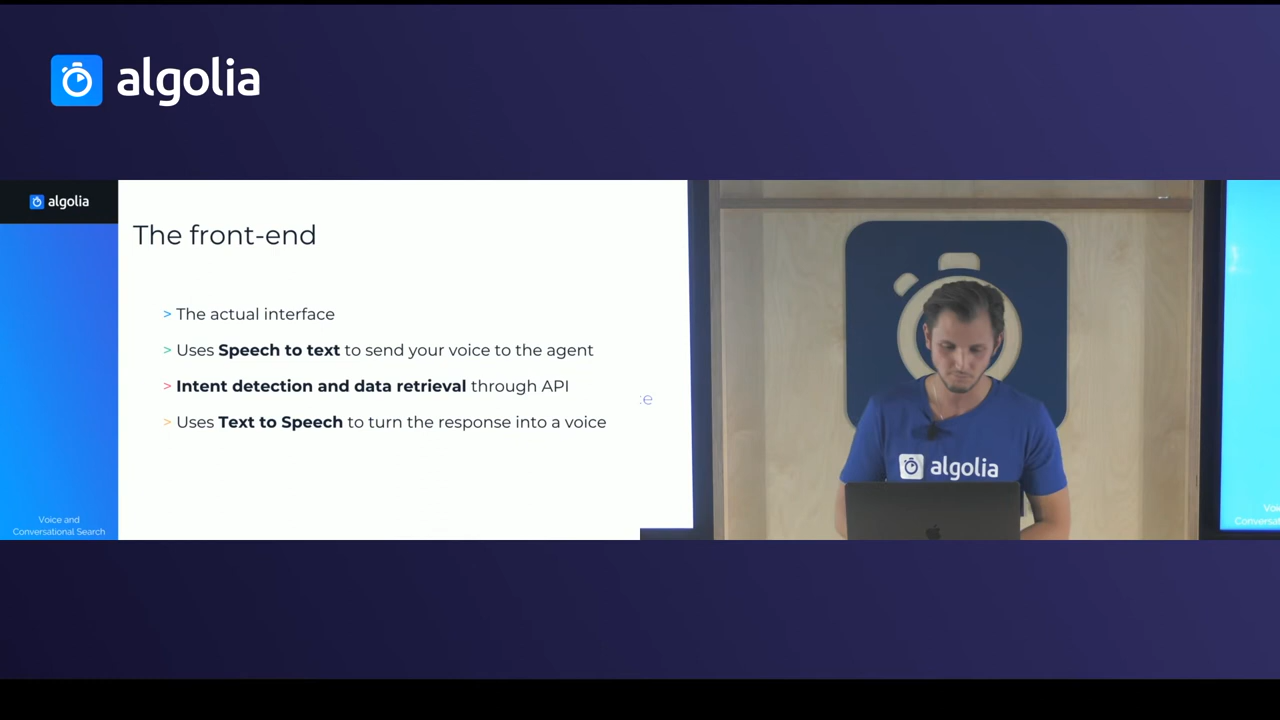 algolia
algolia
The front-end
> The actual interface
> Uses Speech to text to send your voice to the agent
> Intent detection and data retrieval through API
> Uses Text to Speech to turn the response into a voice
Voice and
Conversational Search
algolia